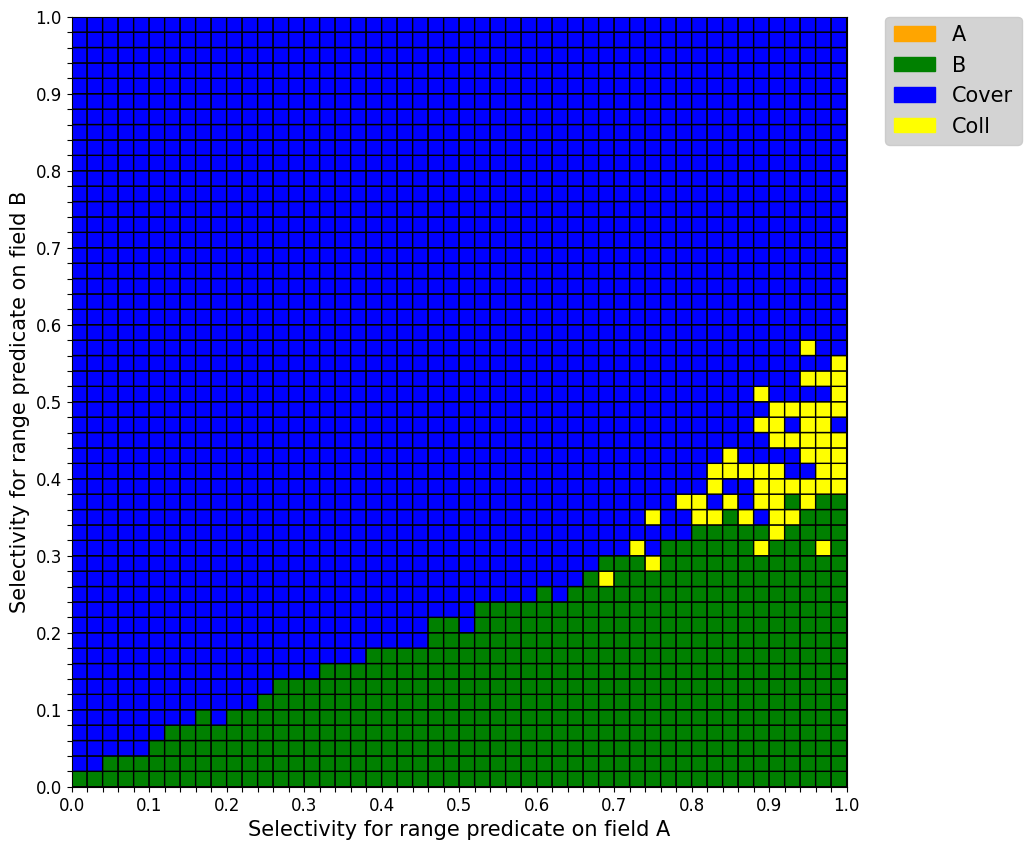 1.0
0.9
0.8
0.7
0.6
0.5
0.4
0.3
0.2
0.1
0.0
Selectivity for range predicate on field B
0.0 0.1 0.2 0.3 0.4 0.5 0.6 0.7 0.8 0.9 1.0
Selectivity for range predicate on field A
A
B
Cover
Coll